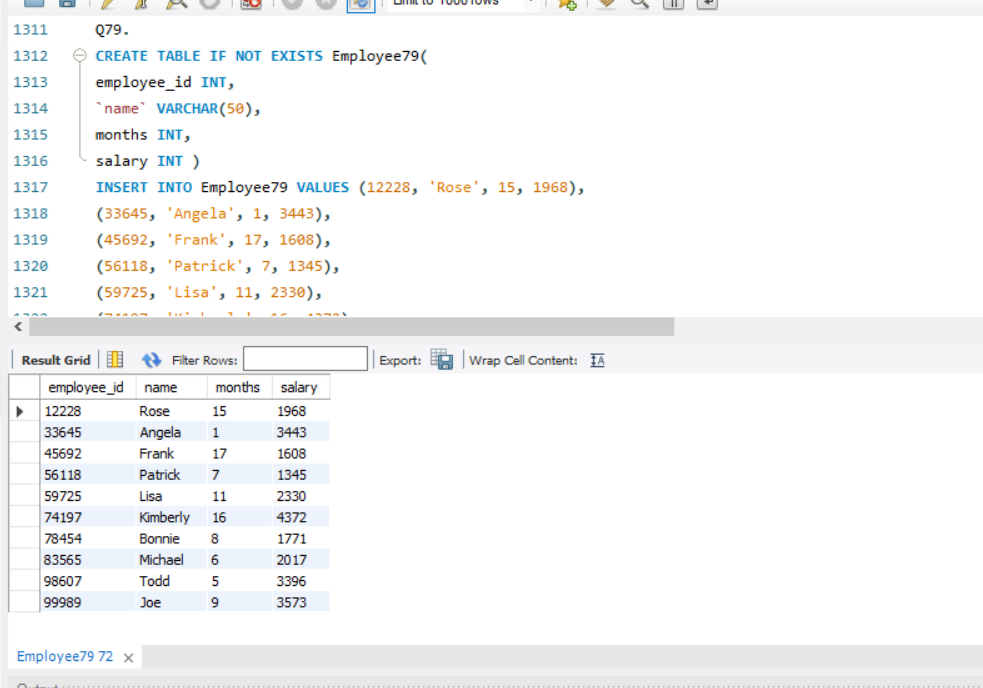 Limit to 1000 rows
1311 Q79.
1312 CREATE TABLE IF NOT EXISTS Employee79(
1313 employee_id INT,
1314 `name` VARCHAR(50),
1315 months INT,
1316 salary INT )
1317 INSERT INTO Employee79 VALUES (12228, 'Rose', 15, 1968),
1318 (33645, 'Angela', 1, 3443),
1319 (45692, 'Frank', 17, 1608),
1320 (56118, 'Patrick', 7, 1345),
1321 (59725, 'Lisa', 11, 2330),
Result Grid Filter Rows: Export: Wrap Cell Content:
employee_id name months salary
12228 Rose 15 1968
33645 Angela 1 3443
45692 Frank 17 1608
56118 Patrick 7 1345
59725 Lisa 11 2330
74197 Kimberly 16 4372
78454 Bonnie 8 1771
83565 Michael 6 2017
98607 Todd 5 3396
99989 Joe 9 3573
Employee79 72